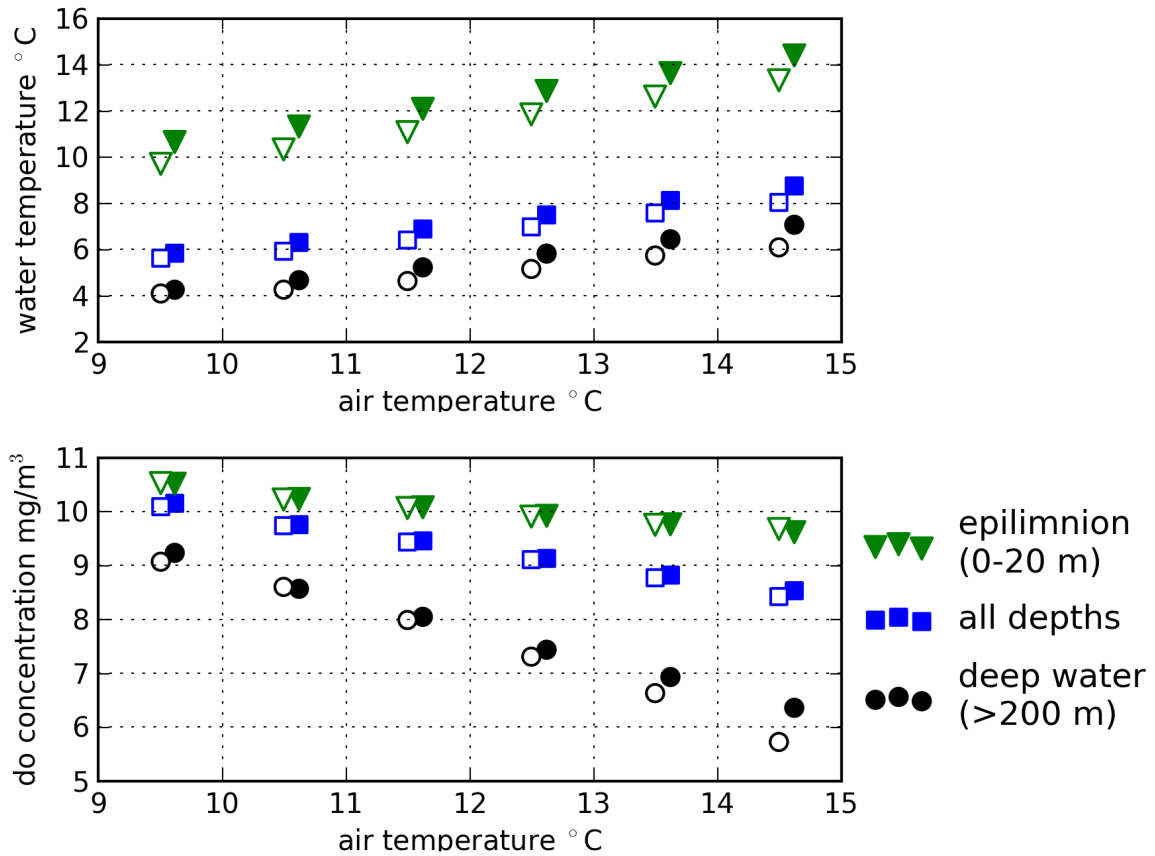 16
14
12
10
8
6
4
2
water temperature °C
9 10 11 12 13 14 15
air temperature °C
11
10
9
8
7
6
5
do concentration mg/m³
9 10 11 12 13 14 15
air temperature °C
epilimnion
(0-20 m)
all depths
deep water
(>200 m)